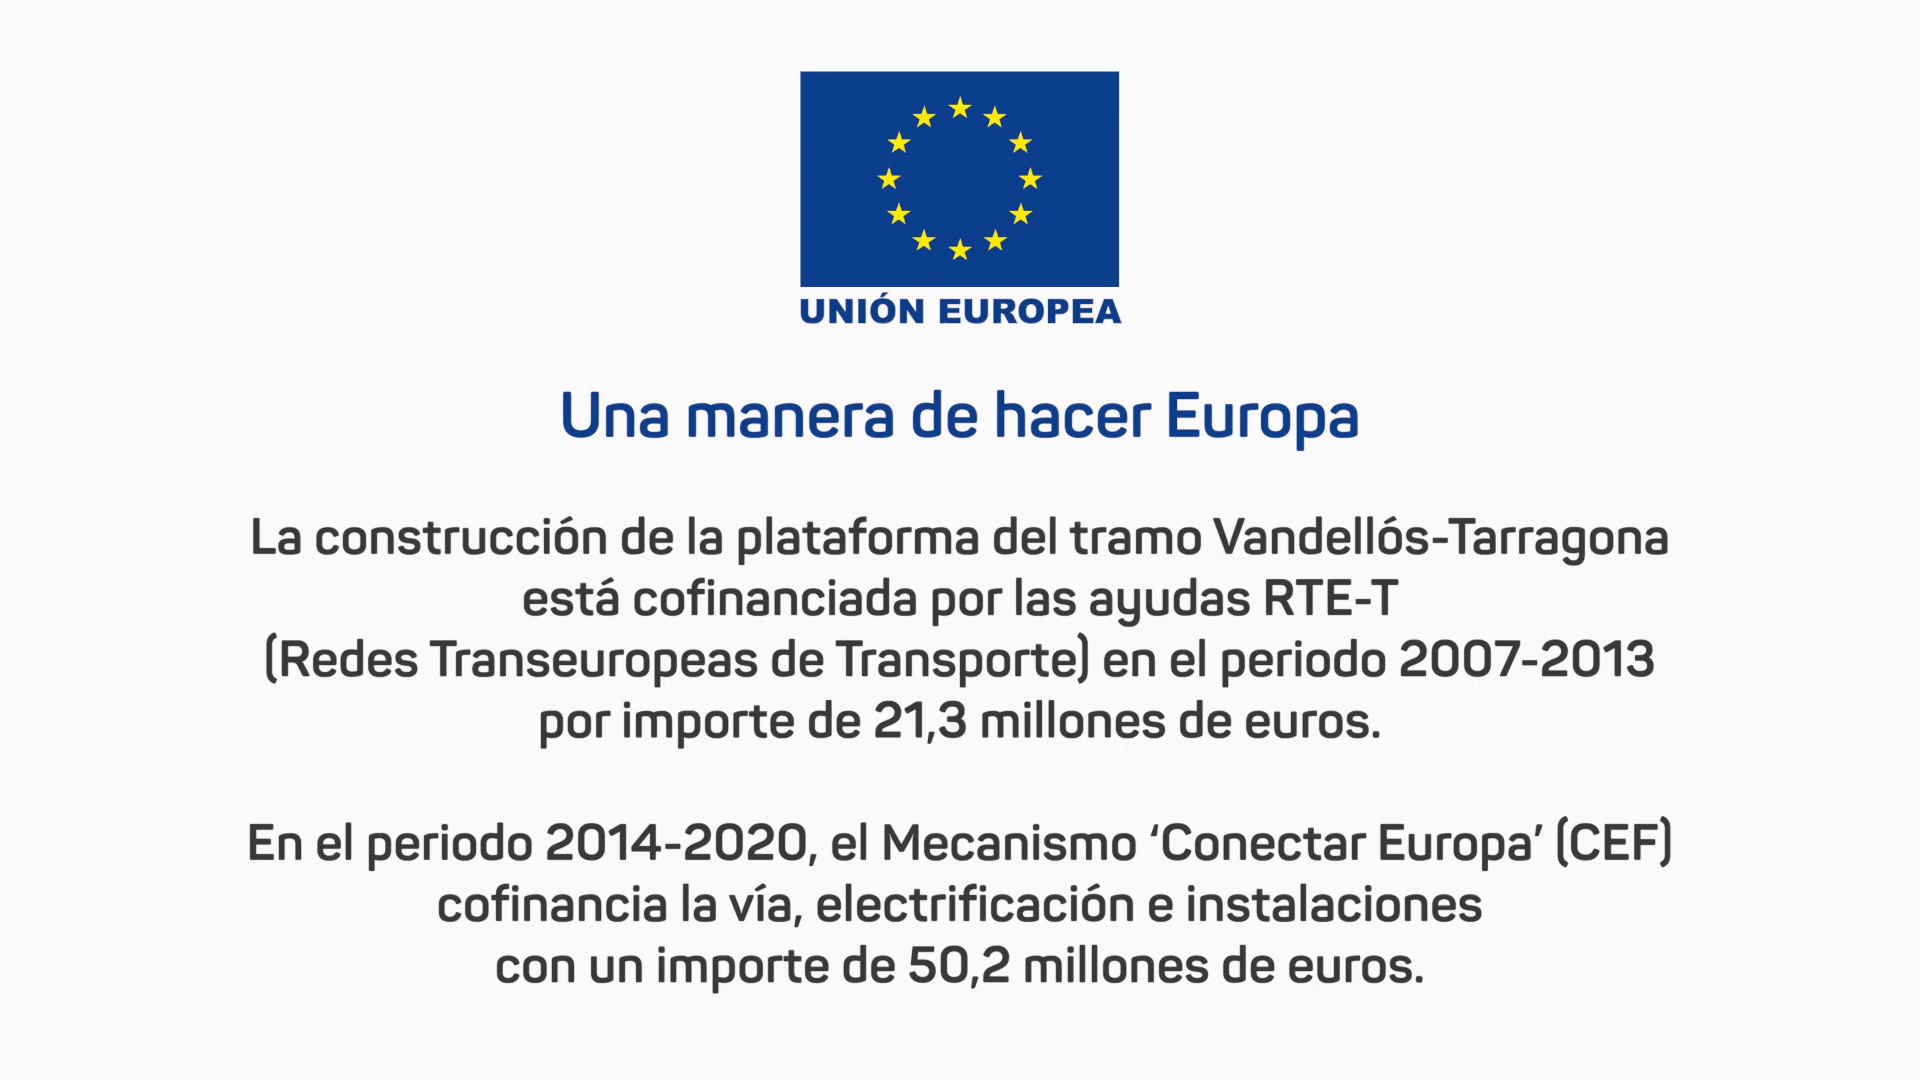 UNIÓN EUROPEA
Una manera de hacer Europa
La construcción de la plataforma del tramo Vandellós-Tarragona
está cofinanciada por las ayudas RTE-T
(Redes Transeuropeas de Transporte) en el periodo 2007-2013
por importe de 21,3 millones de euros.
En el periodo 2014-2020, el Mecanismo ‘Conectar Europa’ (CEF)
cofinancia la vía, electrificación e instalaciones
con un importe de 50,2 millones de euros.